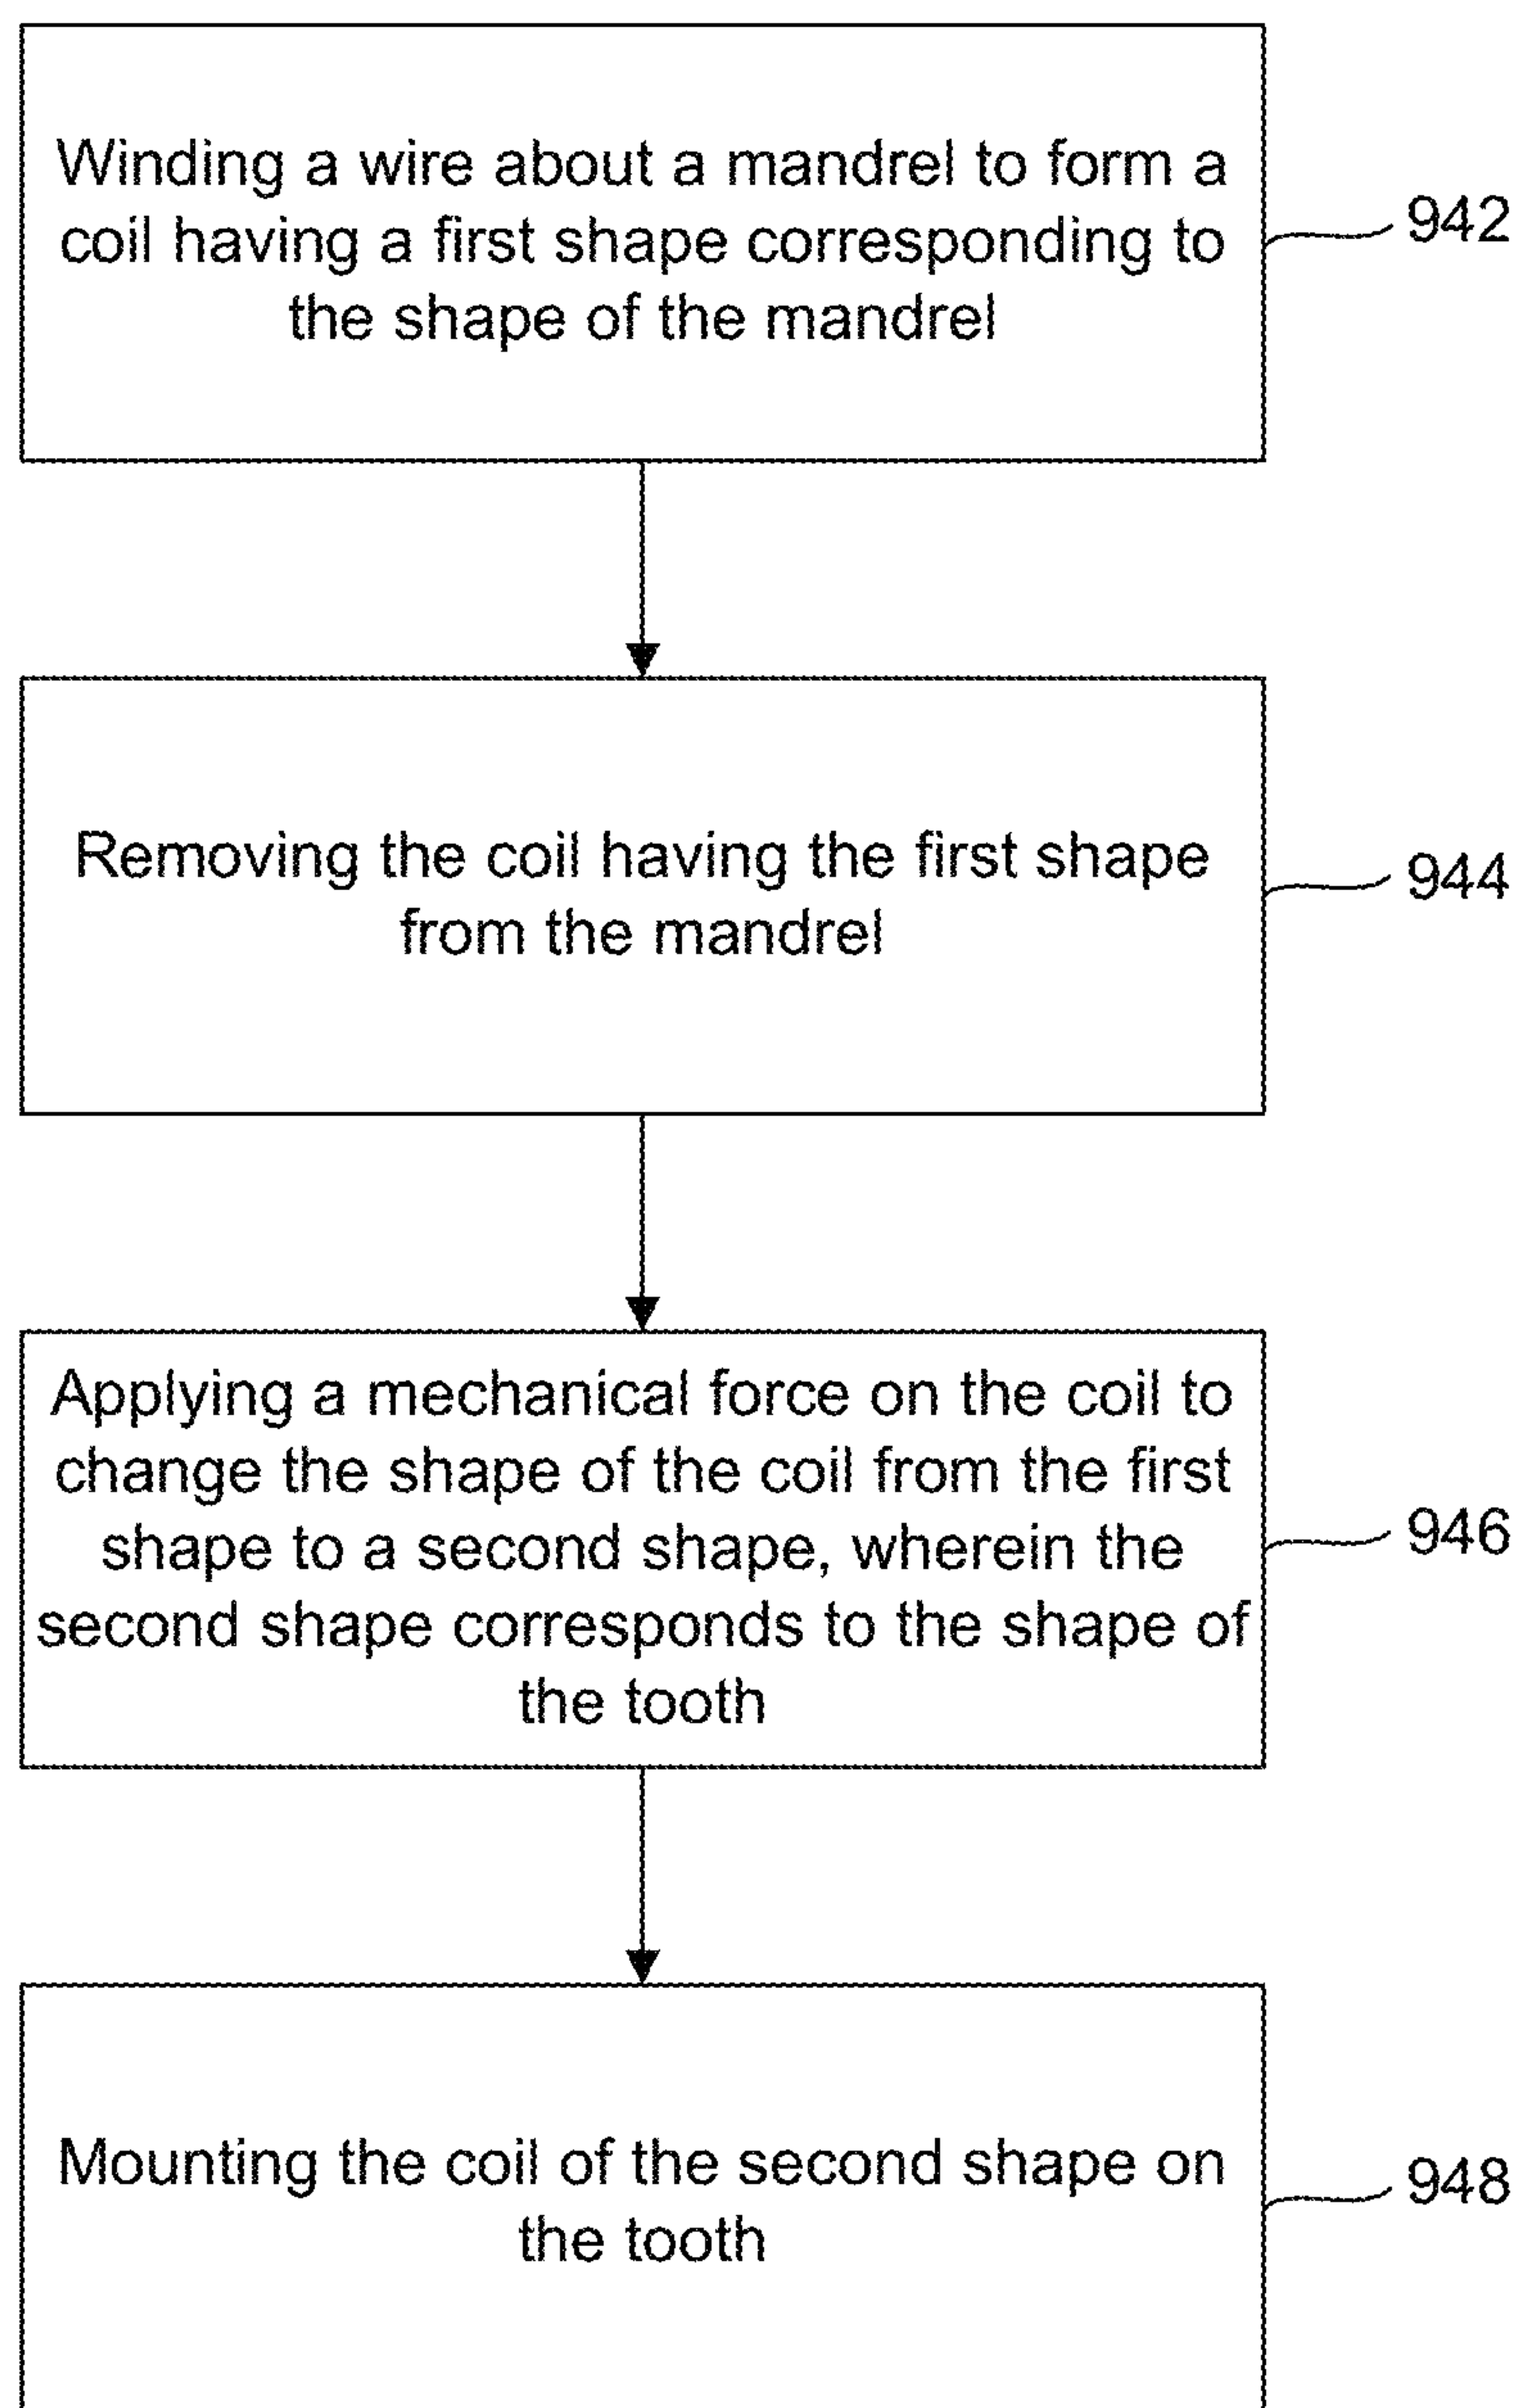 Winding a wire about a mandrel to form a
coil having a first shape corresponding to
the shape of the mandrel
942
Removing the coil having the first shape
from the mandrel
944
Applying a mechanical force on the coil to
change the shape of the coil from the first
shape to a second shape, wherein the
second shape corresponds to the shape of
the tooth
946
Mounting the coil of the second shape on
the tooth
948